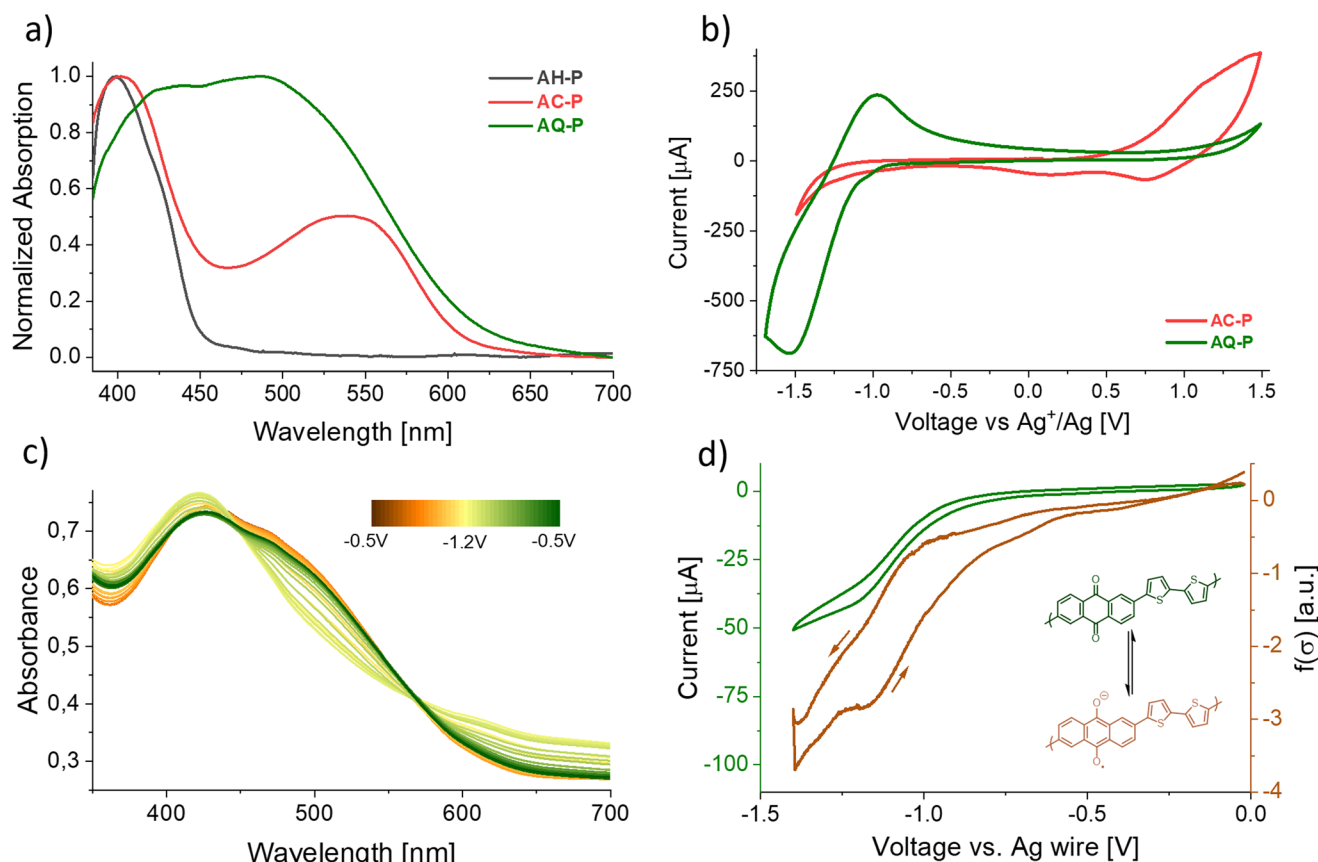 a)
Normalized Absorption
1.0
0.8
0.6
0.4
0.2
0.0
400
450
500
550
600
650
700
Wavelength [nm]
AH-P
AC-P
AQ-P
b)
Current [µA]
250
0
-250
-500
-750
-1.5
-1.0
-0.5
0.0
0.5
1.0
1.5
Voltage vs Ag⁺/Ag [V]
AC-P
AQ-P
c)
Absorbance
0,7
0,6
0,5
0,4
0,3
400
500
600
700
Wavelength [nm]
-0.5V
-1.2V
-0.5V
d)
Current [µA]
0
-25
-50
-75
-100
-1.5
-1.0
-0.5
0.0
Voltage vs. Ag wire [V]
0
-1
-2
-3
-4
f(σ) [a.u.]
O
S
S
O
O⊖
S
S
O•